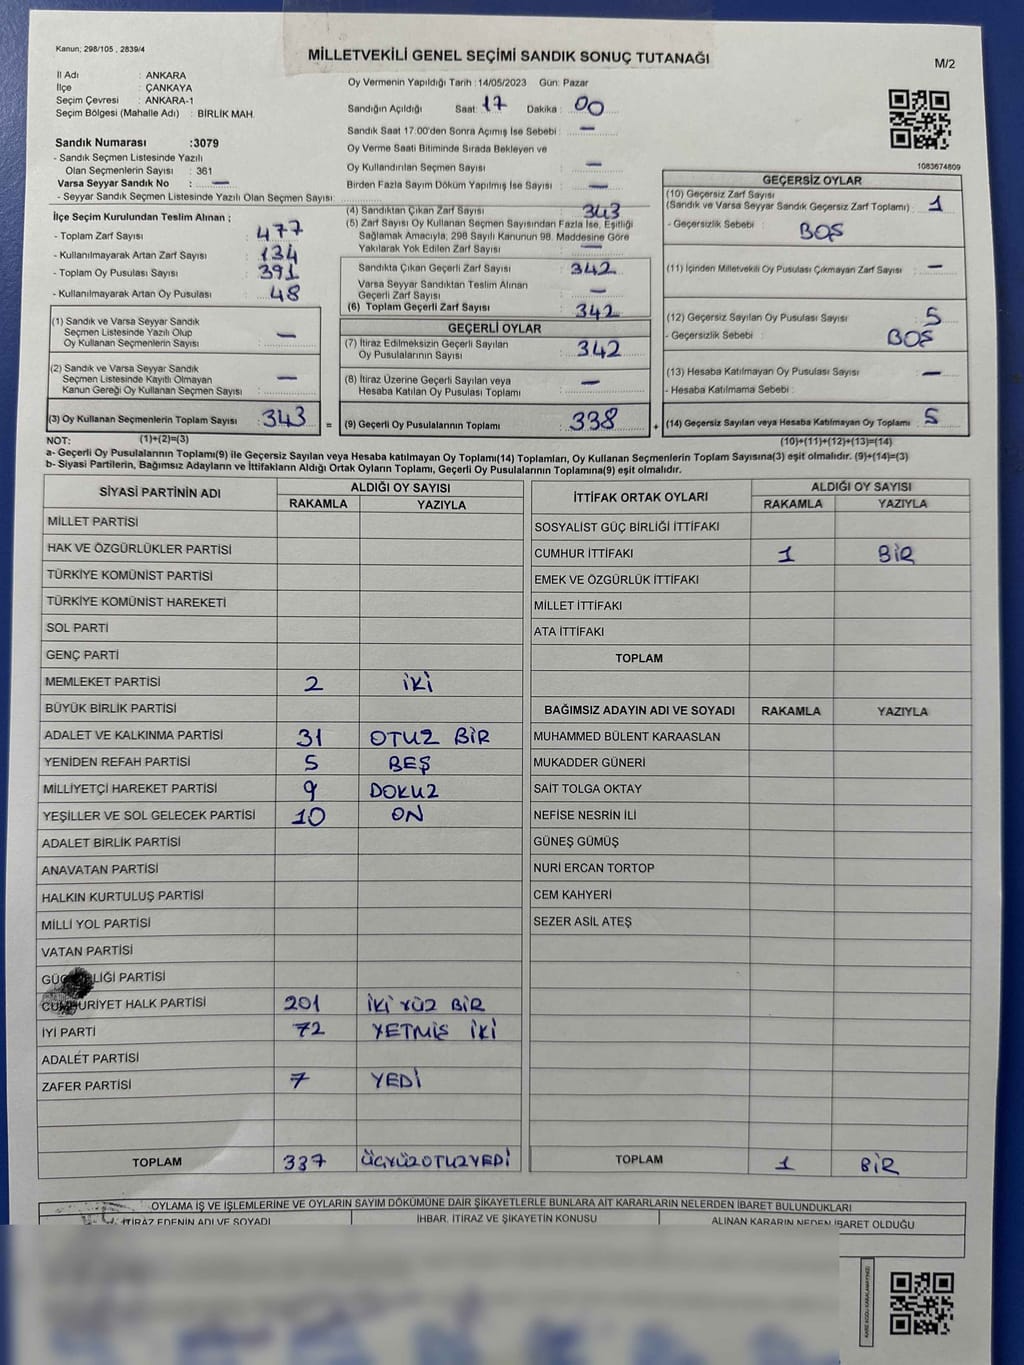 Kanun; 298/105 , 2839/4
MİLLETVEKİLİ GENEL SEÇİMİ SANDIK SONUÇ TUTANAĞI
M/2
İl Adı : ANKARA
İlçe : ÇANKAYA
Seçim Çevresi : ANKARA-1
Seçim Bölgesi (Mahalle Adı) : BİRLİK MAH.
Sandık Numarası :3079
- Sandık Seçmen Listesinde Yazılı
Olan Seçmenlerin Sayısı : 361
Varsa Seyyar Sandık No : —
- Seyyar Sandık Seçmen Listesinde Yazılı Olan Seçmen Sayısı:
İlçe Seçim Kurulundan Teslim Alınan ;
- Toplam Zarf Sayısı : 477
- Kullanılmayarak Artan Zarf Sayısı : 134
- Toplam Oy Pusulası Sayısı : 391
- Kullanılmayarak Artan Oy Pusulası : 48
Oy Vermenin Yapıldığı Tarih : 14/05/2023 Gün: Pazar
Sandığın Açıldığı Saat: 17 Dakika : 00
Sandık Saat 17:00'den Sonra Açımış İse Sebebi : —
Oy Verme Saati Bitiminde Sırada Bekleyen ve
Oy Kullandırılan Seçmen Sayısı : —
Birden Fazla Sayım Döküm Yapılmış İse Sayısı : —
(4) Sandıktan Çıkan Zarf Sayısı : 343
(5) Zarf Sayısı Oy Kullanan Seçmen Sayısından Fazla İse, Eşitliği
Sağlamak Amacıyla, 298 Sayılı Kanunun 98. Maddesine Göre
Yakılarak Yok Edilen Zarf Sayısı : —
Sandıkta Çıkan Geçerli Zarf Sayısı : 342
Varsa Seyyar Sandıktan Teslim Alınan
Geçerli Zarf Sayısı : —
(6) Toplam Geçerli Zarf Sayısı : 342
1083674809
GEÇERSİZ OYLAR
(10) Geçersiz Zarf Sayısı
(Sandık ve Varsa Seyyar Sandık Geçersiz Zarf Toplamı) : 1
- Geçersizlik Sebebi : BOŞ
(11) İçinden Milletvekili Oy Pusulası Çıkmayan Zarf Sayısı : —
(12) Geçersiz Sayılan Oy Pusulası Sayısı : 5
- Geçersizlik Sebebi : BOŞ
(13) Hesaba Katılmayan Oy Pusulası Sayısı : —
- Hesaba Katılmama Sebebi :
(14) Geçersiz Sayılan veya Hesaba Katılmayan Oy Toplamı : 5
(10)+(11)+(12)+(13)=(14)
(1) Sandık ve Varsa Seyyar Sandık
Seçmen Listesinde Yazılı Olup
Oy Kullanan Seçmenlerin Sayısı : —
(2) Sandık ve Varsa Seyyar Sandık
Seçmen Listesinde Kayıtlı Olmayan
Kanun Gereği Oy Kullanan Seçmen Sayısı : —
(3) Oy Kullanan Seçmenlerin Toplam Sayısı : 343 =
(1)+(2)=(3)
GEÇERLİ OYLAR
(7) İtiraz Edilmeksizin Geçerli Sayılan
Oy Pusulalarının Sayısı : 342
(8) İtiraz Üzerine Geçerli Sayılan veya
Hesaba Katılan Oy Pusulası Toplamı : —
(9) Geçerli Oy Pusulalarının Toplamı : 338 +
NOT:
a- Geçerli Oy Pusulalarının Toplamı(9) ile Geçersiz Sayılan veya Hesaba katılmayan Oy Toplamı(14) Toplamları, Oy Kullanan Seçmenlerin Toplam Sayısına(3) eşit olmalıdır. (9)+(14)=(3)
b- Siyasi Partilerin, Bağımsız Adayların ve İttifakların Aldığı Ortak Oyların Toplamı, Geçerli Oy Pusulalarının Toplamına(9) eşit olmalıdır.
SİYASİ PARTİNİN ADI ALDIĞI OY SAYISI
RAKAMLA YAZIYLA
MİLLET PARTİSİ
HAK VE ÖZGÜRLÜKLER PARTİSİ
TÜRKİYE KOMÜNİST PARTİSİ
TÜRKİYE KOMÜNİST HAREKETİ
SOL PARTİ
GENÇ PARTİ
MEMLEKET PARTİSİ 2 İKİ
BÜYÜK BİRLİK PARTİSİ
ADALET VE KALKINMA PARTİSİ 31 OTUZ BİR
YENİDEN REFAH PARTİSİ 5 BEŞ
MİLLİYETÇİ HAREKET PARTİSİ 9 DOKUZ
YEŞİLLER VE SOL GELECEK PARTİSİ 10 ON
ADALET BİRLİK PARTİSİ
ANAVATAN PARTİSİ
HALKIN KURTULUŞ PARTİSİ
MİLLİ YOL PARTİSİ
VATAN PARTİSİ
GÜÇ BİRLİĞİ PARTİSİ
CUMHURİYET HALK PARTİSİ 201 İKİ YÜZ BİR
İYİ PARTİ 72 YETMİŞ İKİ
ADALET PARTİSİ
ZAFER PARTİSİ 7 YEDİ
TOPLAM 337 ÜÇYÜZOTUZYEDİ
İTTİFAK ORTAK OYLARI ALDIĞI OY SAYISI
RAKAMLA YAZIYLA
SOSYALİST GÜÇ BİRLİĞİ İTTİFAKI
CUMHUR İTTİFAKI 1 BİR
EMEK VE ÖZGÜRLÜK İTTİFAKI
MİLLET İTTİFAKI
ATA İTTİFAKI
TOPLAM
BAĞIMSIZ ADAYIN ADI VE SOYADI RAKAMLA YAZIYLA
MUHAMMED BÜLENT KARAASLAN
MUKADDER GÜNERİ
SAİT TOLGA OKTAY
NEFİSE NESRİN İLİ
GÜNEŞ GÜMÜŞ
NURİ ERCAN TORTOP
CEM KAHYERİ
SEZER ASİL ATEŞ
TOPLAM 1 BİR
OYLAMA İŞ VE İŞLEMLERİNE VE OYLARIN SAYIM DÖKÜMÜNE DAİR ŞİKAYETLERLE BUNLARA AİT KARARLARIN NELERDEN İBARET BULUNDUKLARI
İTİRAZ EDENİN ADI VE SOYADI İHBAR, İTİRAZ VE ŞİKAYETİN KONUSU ALINAN KARARIN NEDEN İBARET OLDUĞU